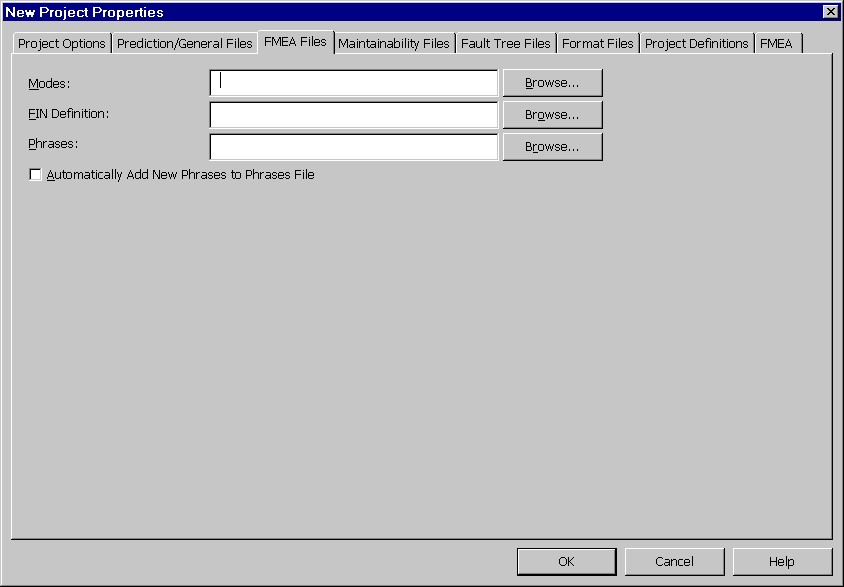 New Project Properties
Project Options Prediction/General Files FMEA Files Maintainability Files Fault Tree Files Format Files Project Definitions FMEA
Modes: Browse...
FIN Definition: Browse...
Phrases: Browse...
Automatically Add New Phrases to Phrases File
OK Cancel Help